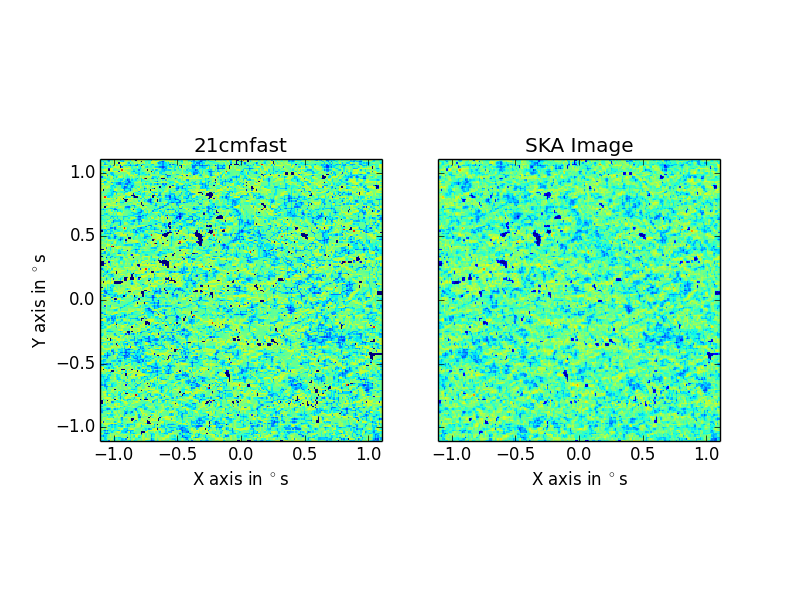 21cmfast
SKA Image
1.0
0.5
0.0
−0.5
−1.0
Y axis in °s
−1.0 −0.5 0.0 0.5 1.0
X axis in °s
−1.0 −0.5 0.0 0.5 1.0
X axis in °s